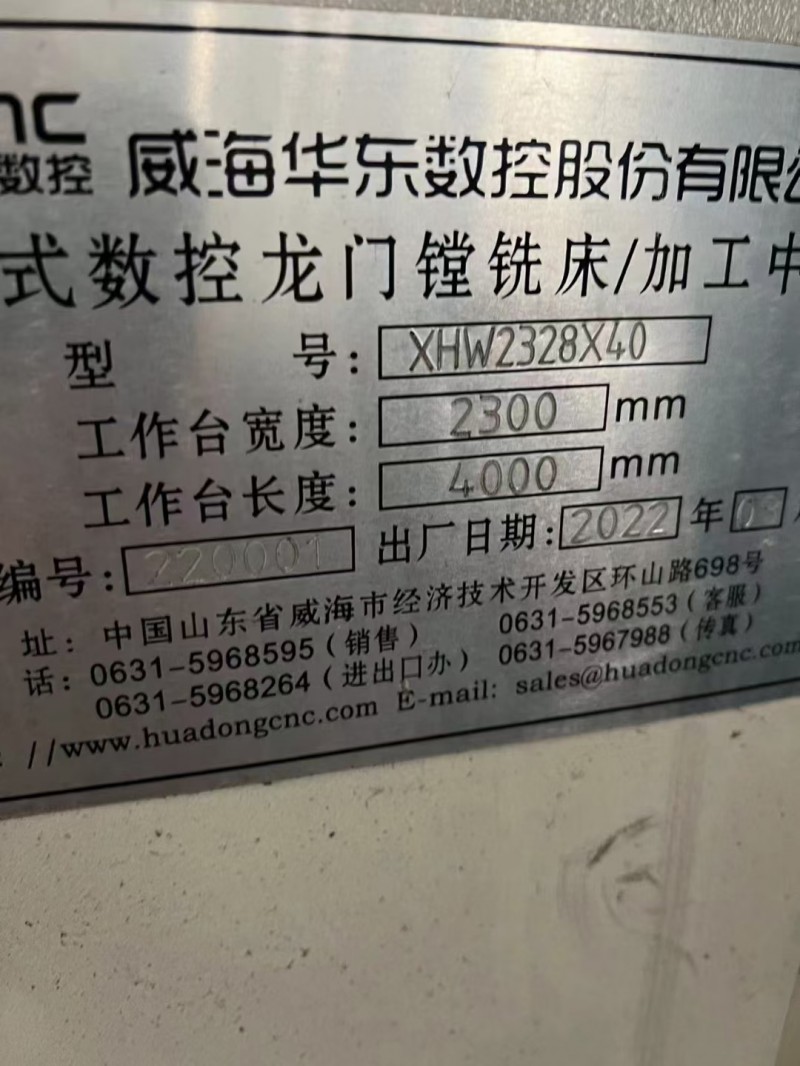 nc
数控 威海华东数控股份有限
式数控龙门镗铣床/加工中
型 号: XHW2328X40
工作台宽度: 2300 mm
工作台长度: 4000 mm
编号: 220001 出厂日期: 2022 年
址: 中国山东省威海市经济技术开发区环山路698号
话: 0631-5968595(销售) 0631-5968553(客服)
0631-5968264(进出口办) 0631-5967988(传真)
//www.huadongcnc.com E-mail: sales@huadongcnc.com